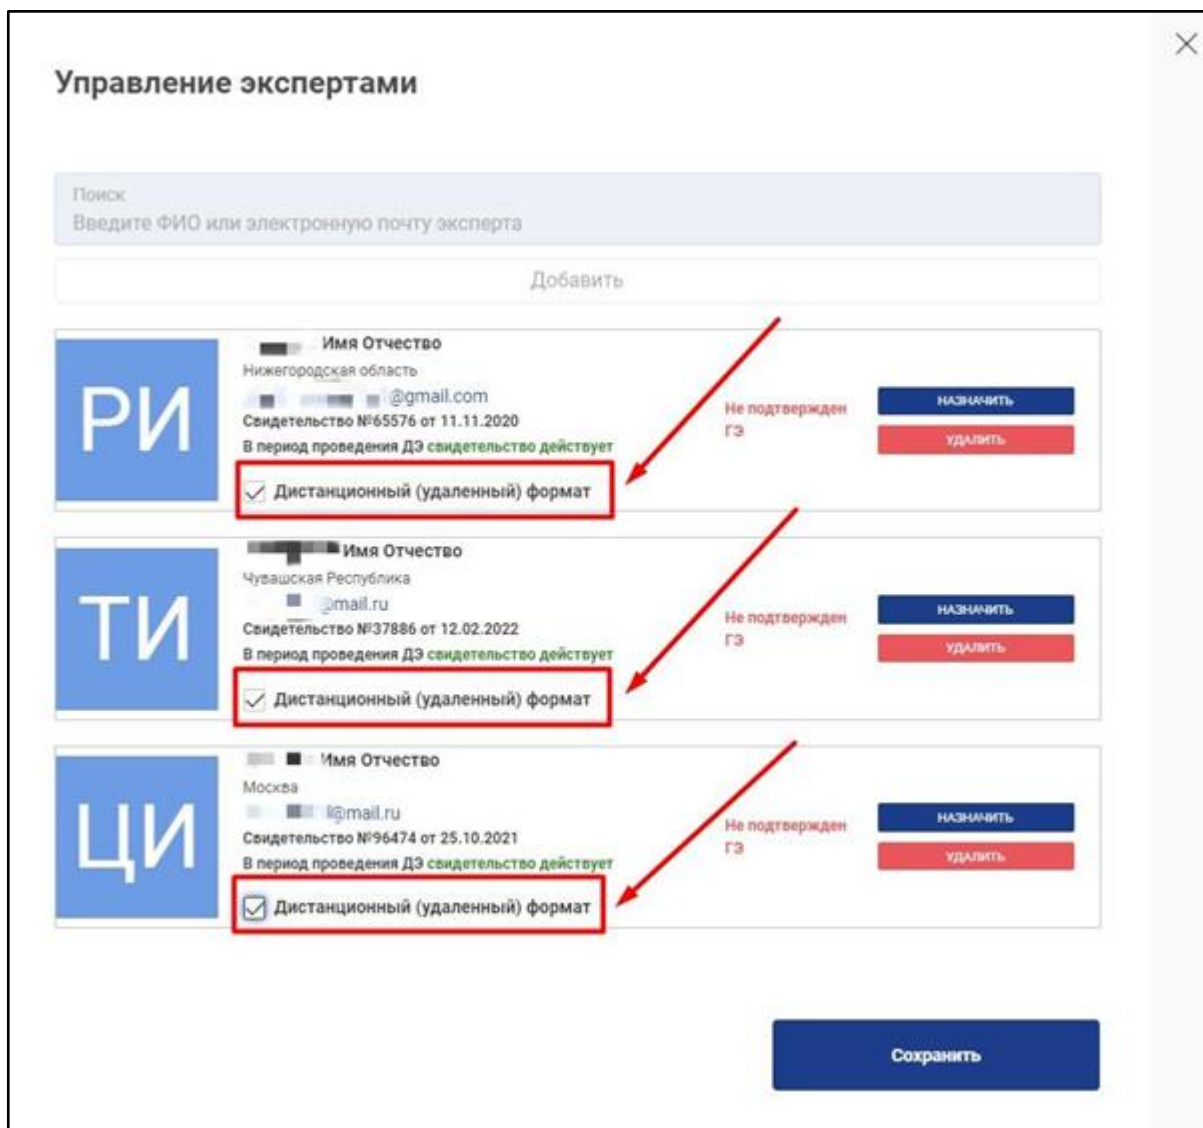 Управление экспертами
Поиск
Введите ФИО или электронную почту эксперта
Добавить
РИ
Имя Отчество
Нижегородская область
@gmail.com
Свидетельство №65576 от 11.11.2020
В период проведения ДЭ свидетельство действует
Дистанционный (удаленный) формат
Не подтвержден
ГЭ
НАЗНАЧИТЬ
УДАЛИТЬ
ТИ
Имя Отчество
Чувашская Республика
@mail.ru
Свидетельство №37886 от 12.02.2022
В период проведения ДЭ свидетельство действует
Дистанционный (удаленный) формат
Не подтвержден
ГЭ
НАЗНАЧИТЬ
УДАЛИТЬ
ЦИ
Имя Отчество
Москва
@mail.ru
Свидетельство №96474 от 25.10.2021
В период проведения ДЭ свидетельство действует
Дистанционный (удаленный) формат
Не подтвержден
ГЭ
НАЗНАЧИТЬ
УДАЛИТЬ
Сохранить